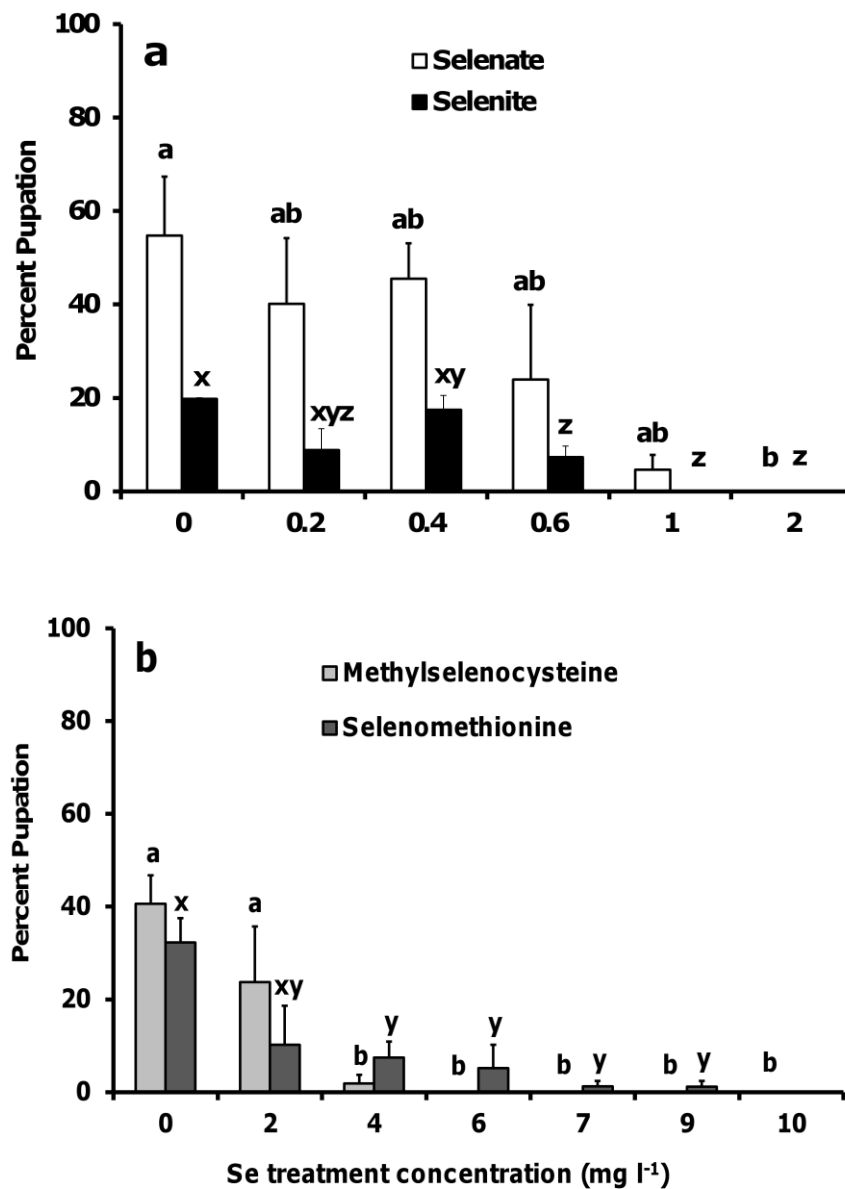 100
a
Selenate
Selenite
80
Percent Pupation
a
60
ab
ab
40
ab
20
x
xyz
xy
z
ab
z
b
z
0
0
0.2
0.4
0.6
1
2
100
b
Methylselenocysteine
80
Selenomethionine
Percent Pupation
60
a
40
x
a
20
xy
b
y
b
y
b
y
b
y
b
0
0
2
4
6
7
9
10
Se treatment concentration (mg l⁻¹)